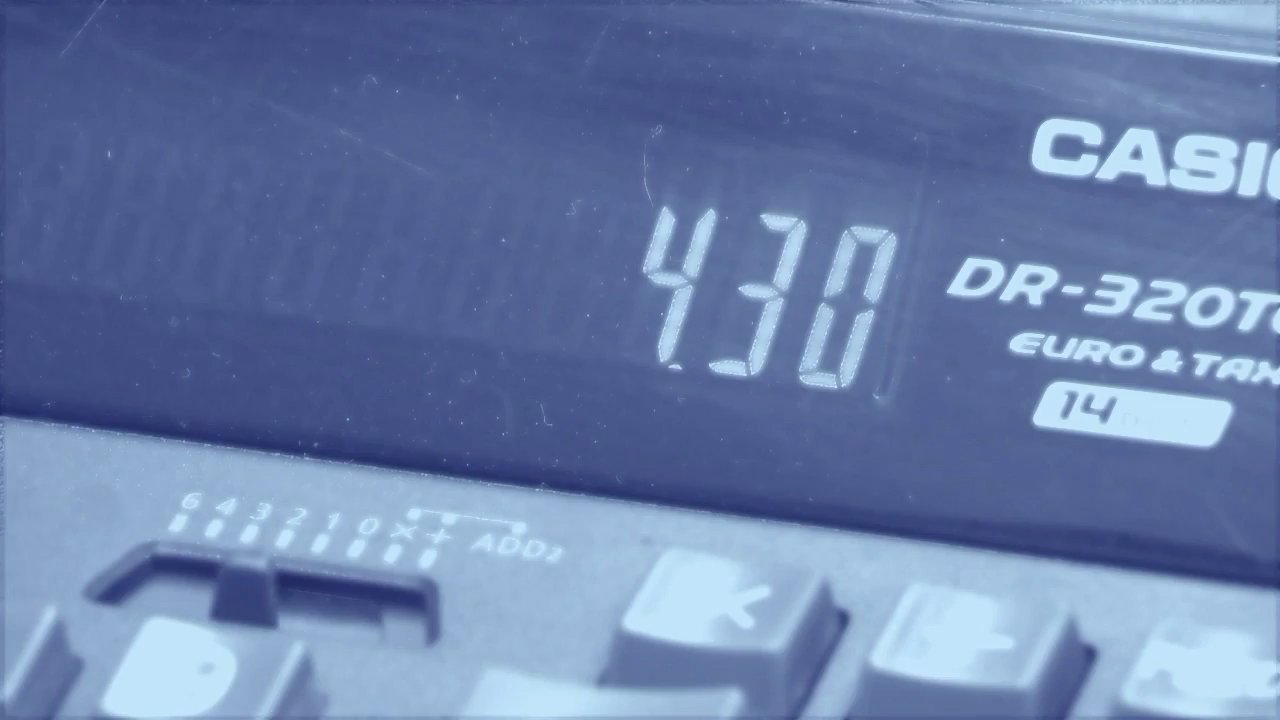 CASIO
4.30
DR-320T
EURO & TAX
14
6 4 3 2 1 0 × + ADD2